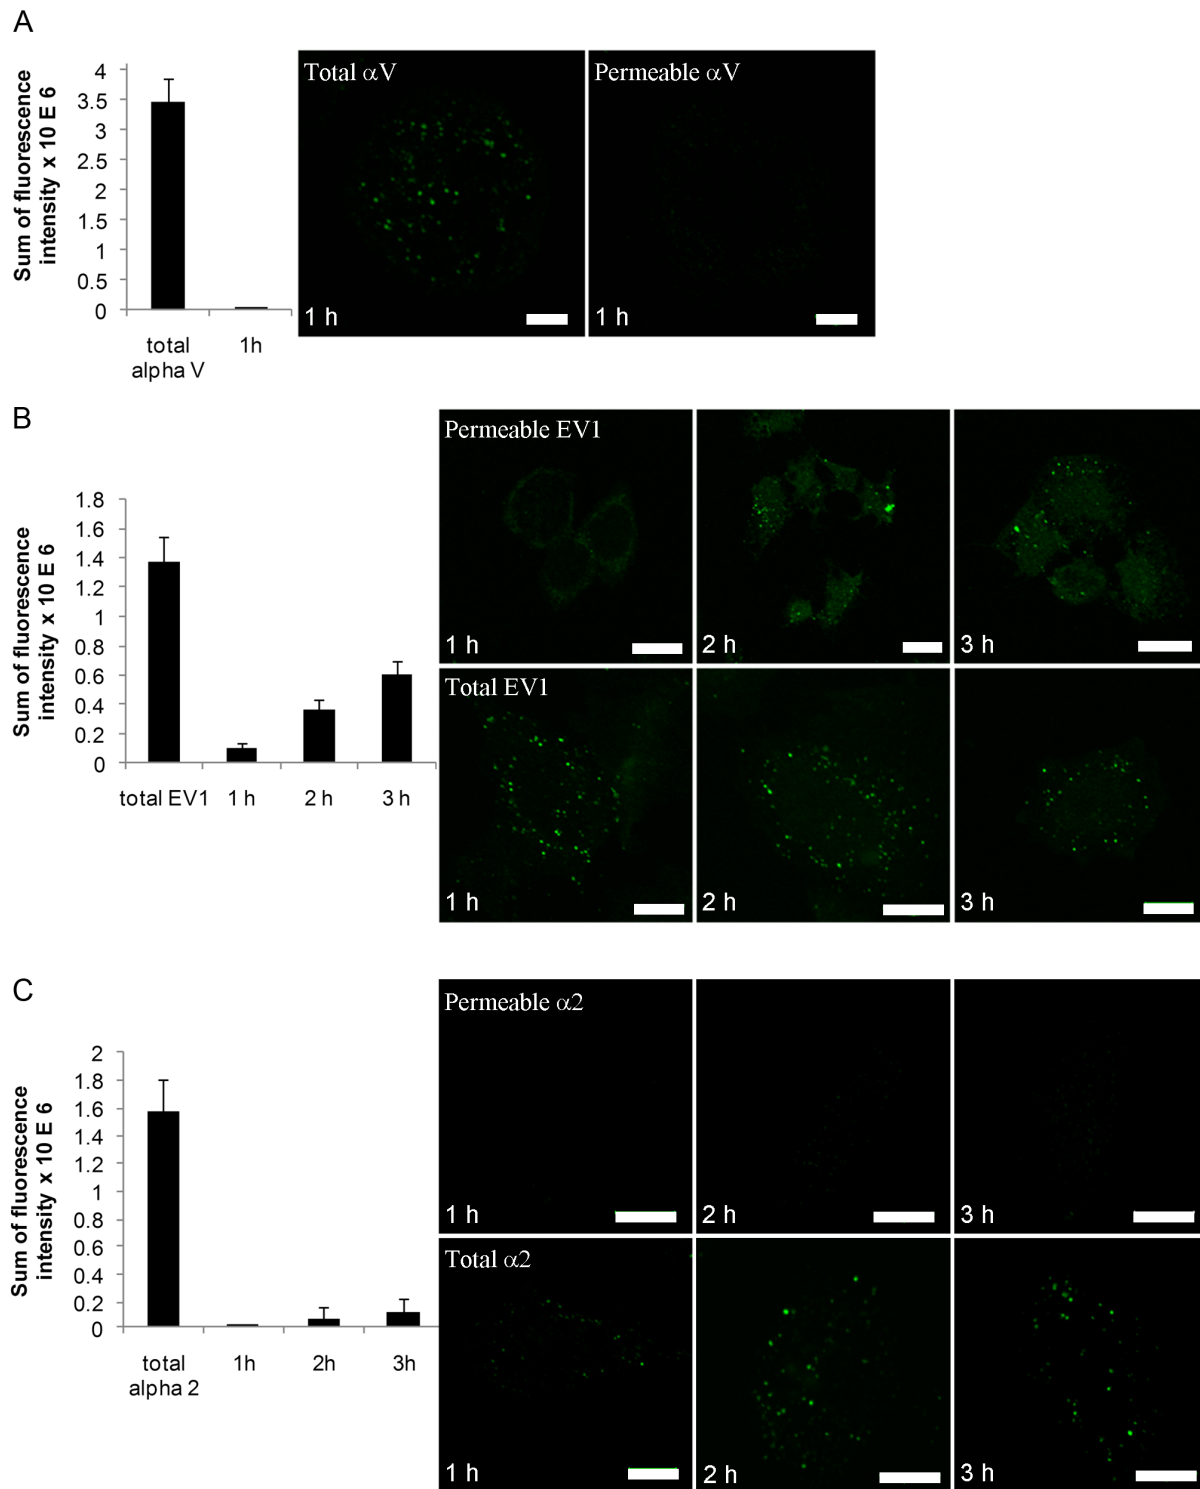 A
Sum of fluorescence
intensity x 10 E 6
4
3.5
3
2.5
2
1.5
1
0.5
0
total
alpha V
1h
Total αV
1 h
Permeable αV
1 h
B
Sum of fluorescence
intensity x 10 E 6
1.8
1.6
1.4
1.2
1
0.8
0.6
0.4
0.2
0
total EV1
1 h
2 h
3 h
Permeable EV1
1 h
2 h
3 h
Total EV1
1 h
2 h
3 h
C
Sum of fluorescence
intensity x 10 E 6
2
1.8
1.6
1.4
1.2
1
0.8
0.6
0.4
0.2
0
total
alpha 2
1h
2h
3h
Permeable α2
1 h
2 h
3 h
Total α2
1 h
2 h
3 h